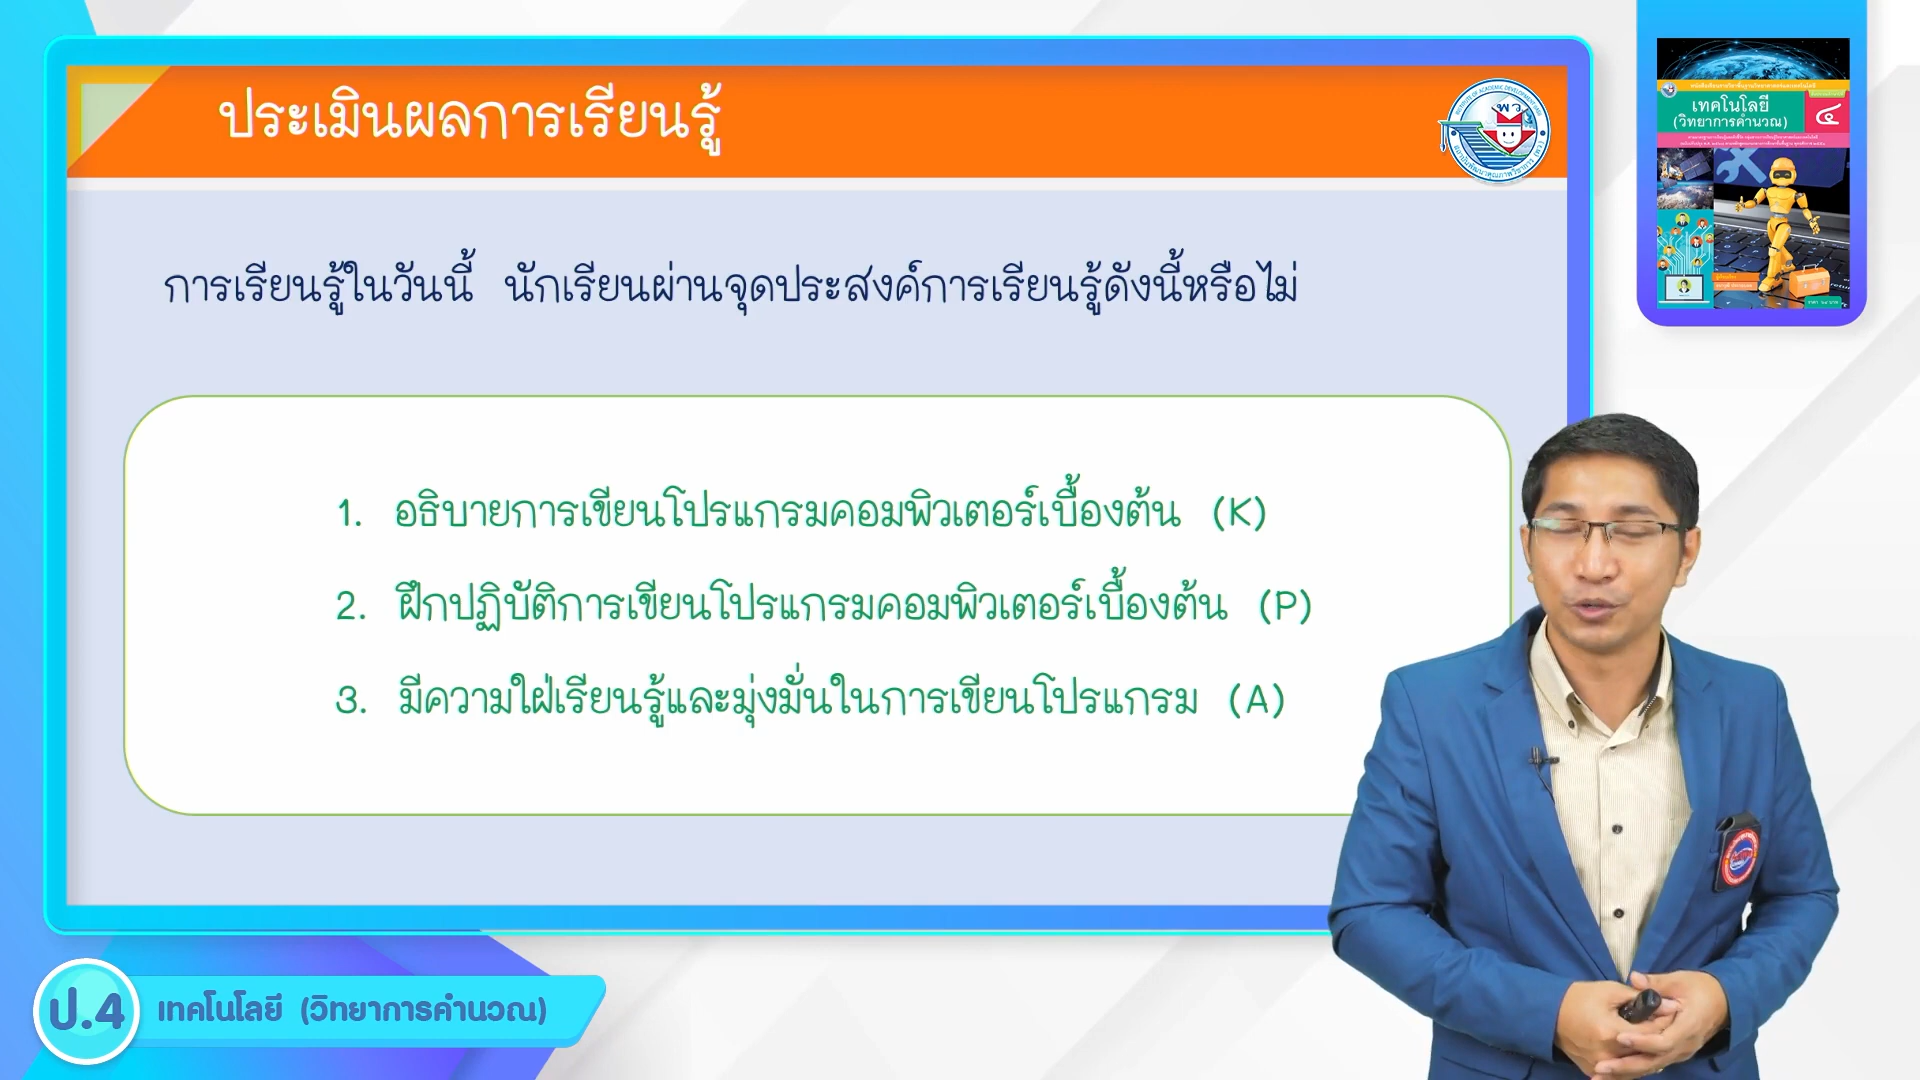 ประเมินผลการเรียนรู้
พว
เทคโนโลยี
(วิทยาการคำนวณ)
๔
การเรียนรู้ในวันนี้ นักเรียนผ่านจุดประสงค์การเรียนรู้ดังนี้หรือไม่
1. อธิบายการเขียนโปรแกรมคอมพิวเตอร์เบื้องต้น (K)
2. ฝึกปฏิบัติการเขียนโปรแกรมคอมพิวเตอร์เบื้องต้น (P)
3. มีความใฝ่เรียนรู้และมุ่งมั่นในการเขียนโปรแกรม (A)
ป.4 เทคโนโลยี (วิทยาการคำนวณ)